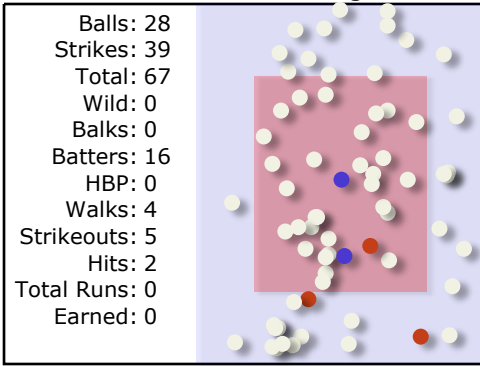 Balls: 28
Strikes: 39
Total: 67
Wild: 0
Balks: 0
Batters: 16
HBP: 0
Walks: 4
Strikeouts: 5
Hits: 2
Total Runs: 0
Earned: 0